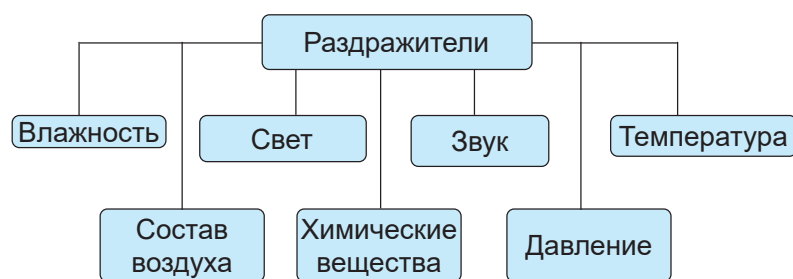 Раздражители
Влажность
Свет
Звук
Температура
Состав
воздуха
Химические
вещества
Давление